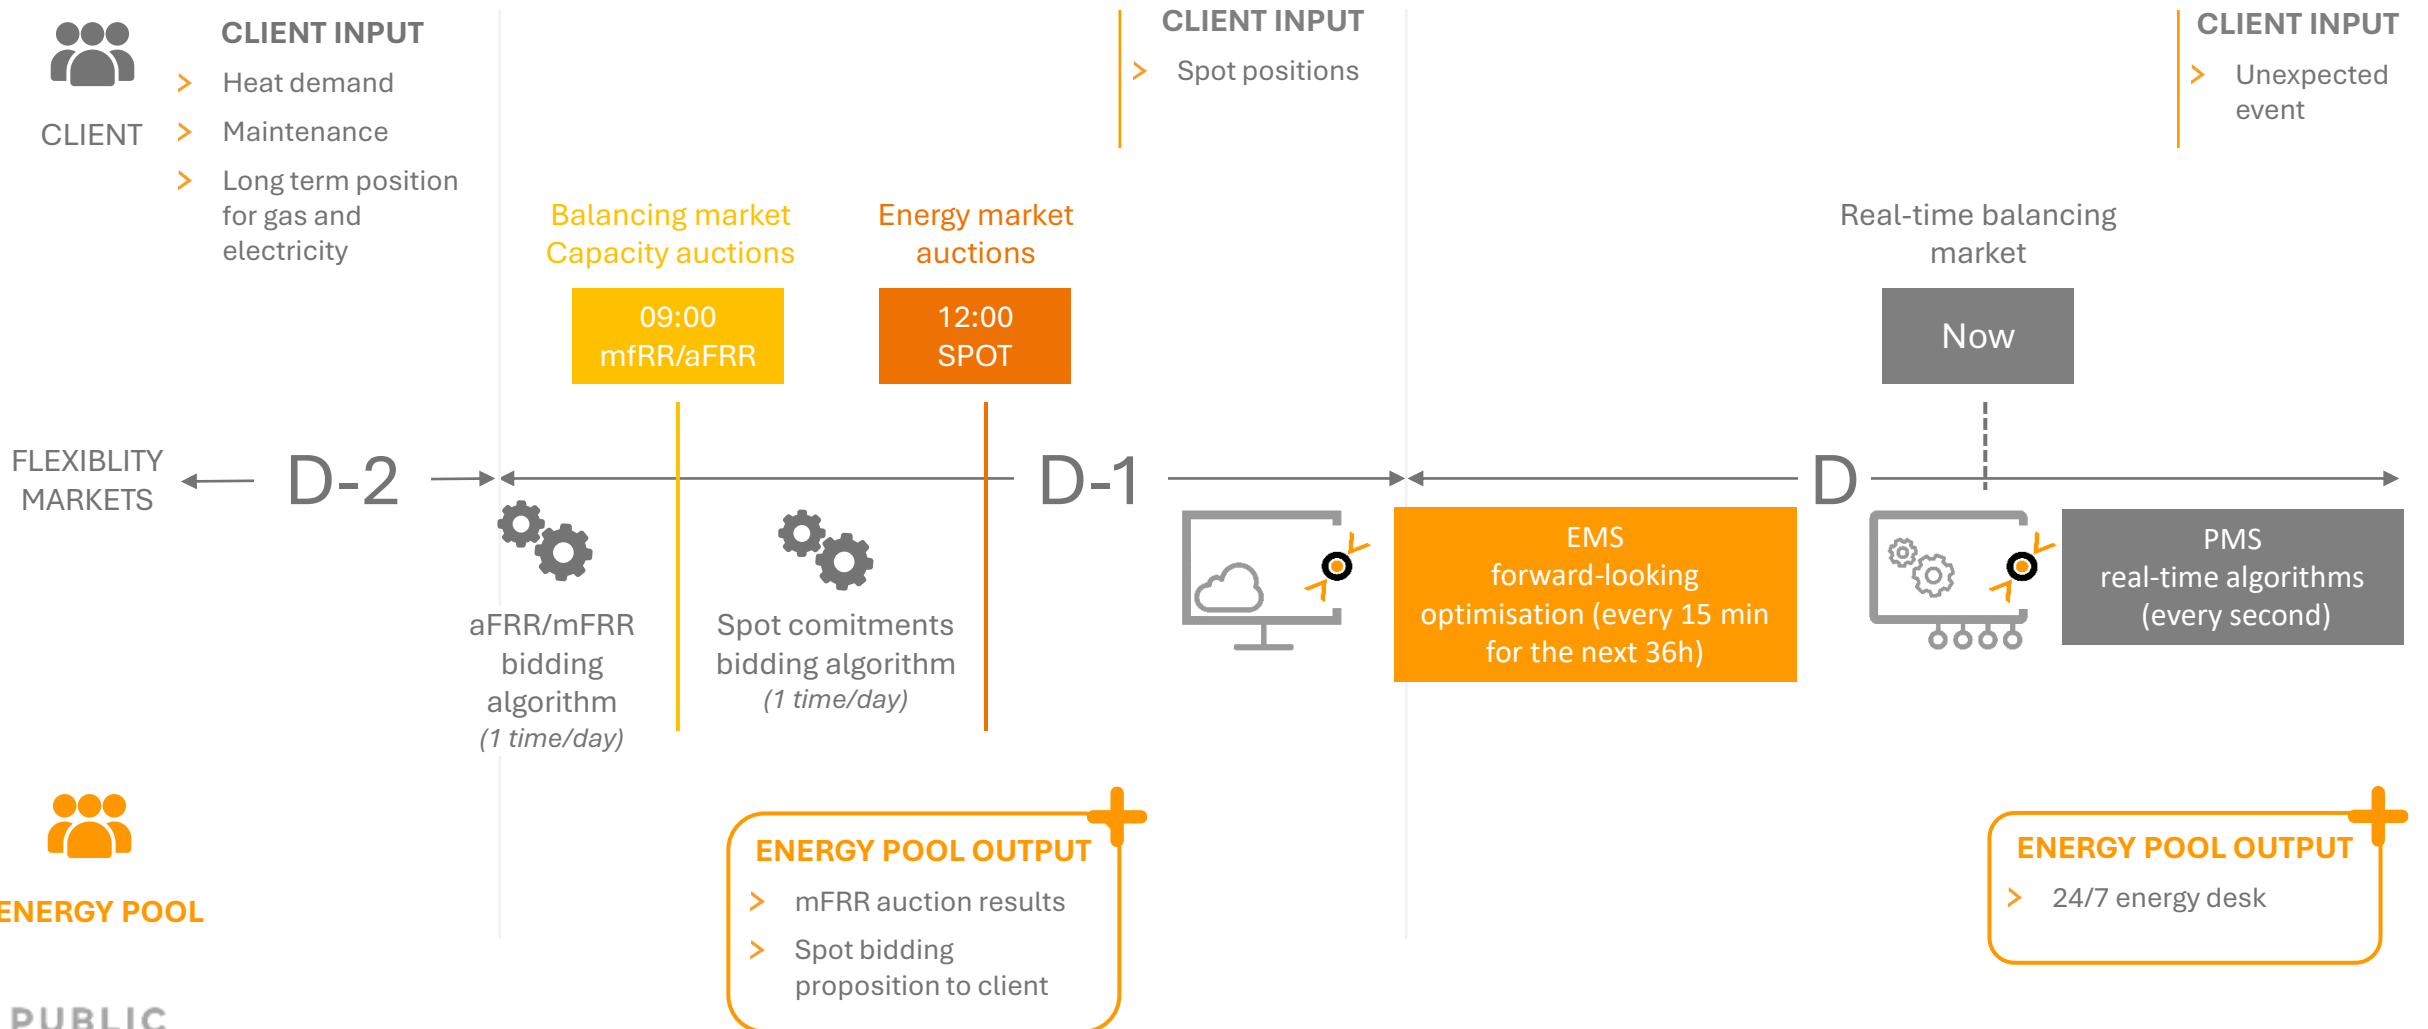 CLIENT INPUT
Heat demand
Maintenance
Long term position
for gas and
electricity
CLIENT
CLIENT INPUT
Spot positions
CLIENT INPUT
Unexpected
event
Balancing market
Capacity auctions
09:00
mfRR/aFRR
Energy market
auctions
12:00
SPOT
Real-time balancing
market
Now
FLEXIBLITY
MARKETS
D-2
D-1
D
aFRR/mFRR
bidding
algorithm
(1 time/day)
Spot comitments
bidding algorithm
(1 time/day)
EMS
forward-looking
optimisation (every 15 min
for the next 36h)
PMS
real-time algorithms
(every second)
ENERGY POOL
ENERGY POOL OUTPUT
mFRR auction results
Spot bidding
proposition to client
ENERGY POOL OUTPUT
24/7 energy desk
PUBLIC